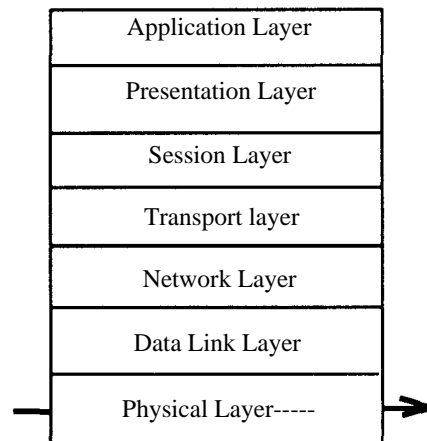 Application Layer
Presentation Layer
Session Layer
Transport layer
Network Layer
Data Link Layer
Physical Layer-----